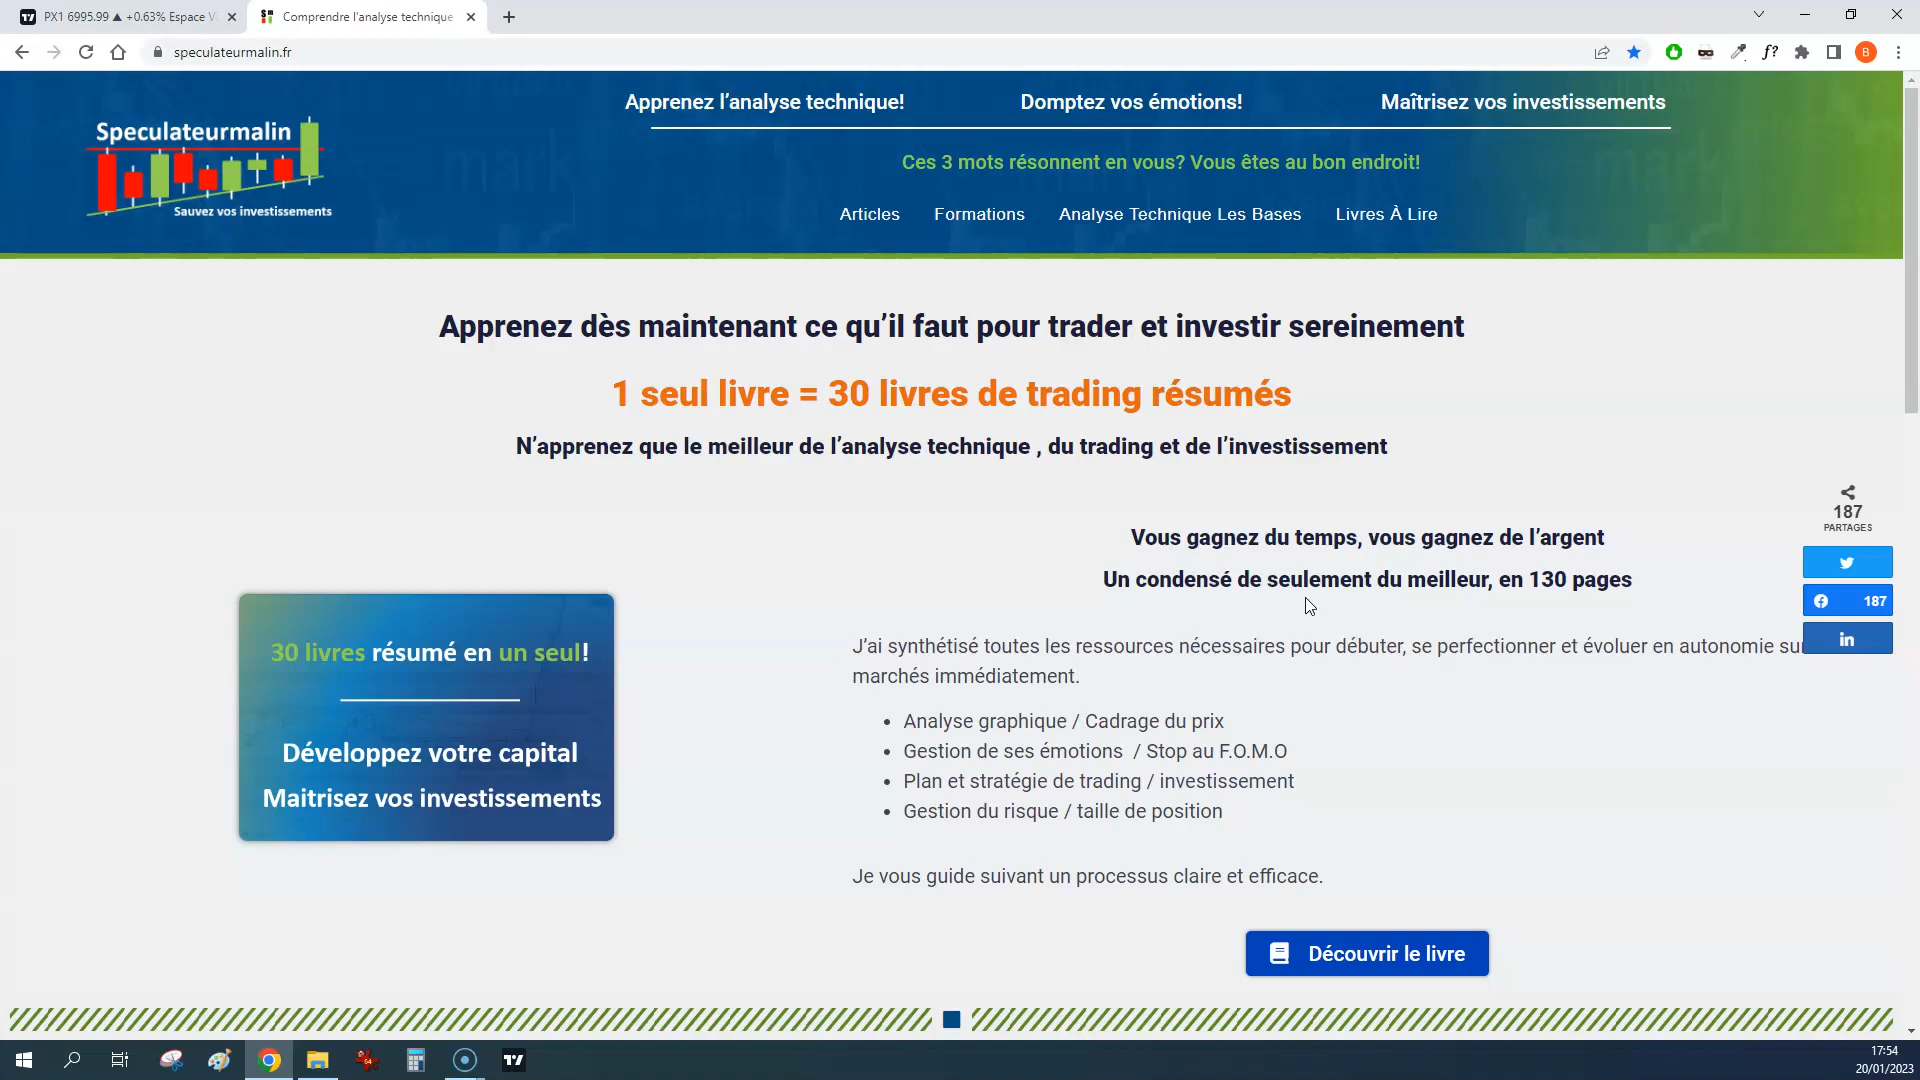 PX1 6995.99 ▲ +0.63% Espace V
Comprendre l'analyse technique
speculateurmalin.fr
f?
B
Apprenez l’analyse technique!
Domptez vos émotions!
Maîtrisez vos investissements
Speculateurmalin
Sauvez vos investissements
Ces 3 mots résonnent en vous? Vous êtes au bon endroit!
Articles
Formations
Analyse Technique Les Bases
Livres À Lire
Apprenez dès maintenant ce qu’il faut pour trader et investir sereinement
1 seul livre = 30 livres de trading résumés
N’apprenez que le meilleur de l’analyse technique , du trading et de l’investissement
187
PARTAGES
187
in
Vous gagnez du temps, vous gagnez de l’argent
Un condensé de seulement du meilleur, en 130 pages
30 livres résumé en un seul!
Développez votre capital
Maitrisez vos investissements
J’ai synthétisé toutes les ressources nécessaires pour débuter, se perfectionner et évoluer en autonomie sur
marchés immédiatement.
• Analyse graphique / Cadrage du prix
• Gestion de ses émotions / Stop au F.O.M.O
• Plan et stratégie de trading / investissement
• Gestion du risque / taille de position
Je vous guide suivant un processus claire et efficace.
Découvrir le livre
17:54
20/01/2023